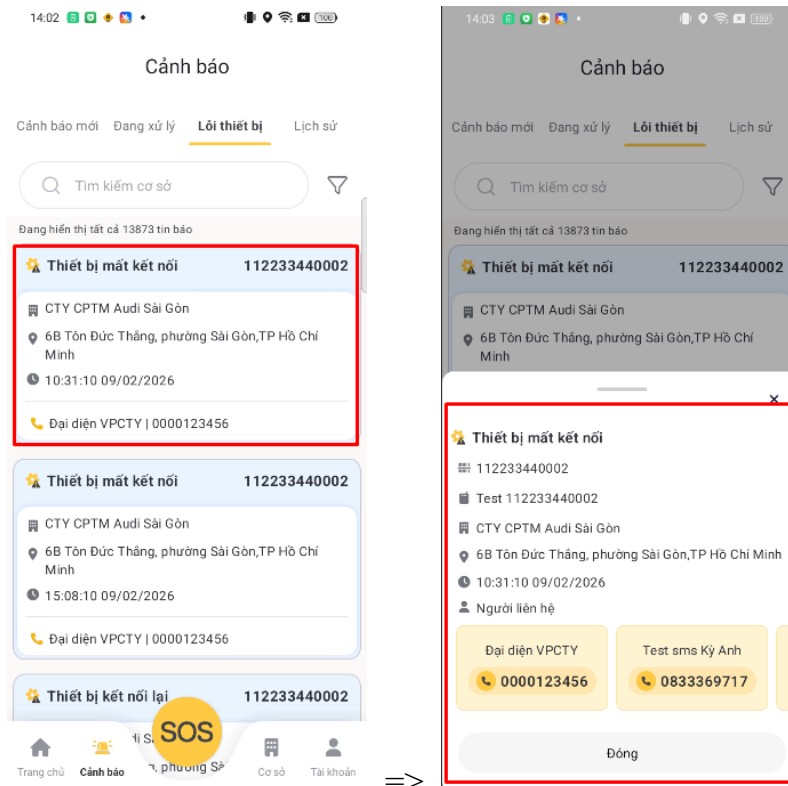 14:02
100
Cảnh báo
Cảnh báo mới Đang xử lý Lỗi thiết bị Lịch sử
Tìm kiếm cơ sở
Đang hiển thị tất cả 13873 tin báo
Thiết bị mất kết nối 112233440002
CTY CPTM Audi Sài Gòn
6B Tôn Đức Thắng, phường Sài Gòn,TP Hồ Chí
Minh
10:31:10 09/02/2026
Đại diện VPCTY | 0000123456
Thiết bị mất kết nối 112233440002
CTY CPTM Audi Sài Gòn
6B Tôn Đức Thắng, phường Sài Gòn,TP Hồ Chí
Minh
15:08:10 09/02/2026
Đại diện VPCTY | 0000123456
Thiết bị kết nối lại 112233440002
SOS
Trang chủ Cảnh báo Cơ sở Tài khoản
=>
14:03
100
Cảnh báo
Cảnh báo mới Đang xử lý Lỗi thiết bị Lịch sử
Tìm kiếm cơ sở
Đang hiển thị tất cả 13873 tin báo
Thiết bị mất kết nối 112233440002
CTY CPTM Audi Sài Gòn
6B Tôn Đức Thắng, phường Sài Gòn,TP Hồ Chí
Minh
×
Thiết bị mất kết nối
112233440002
Test 112233440002
CTY CPTM Audi Sài Gòn
6B Tôn Đức Thắng, phường Sài Gòn,TP Hồ Chí Minh
10:31:10 09/02/2026
Người liên hệ
Đại diện VPCTY Test sms Kỳ Anh
0000123456 0833369717
Đóng